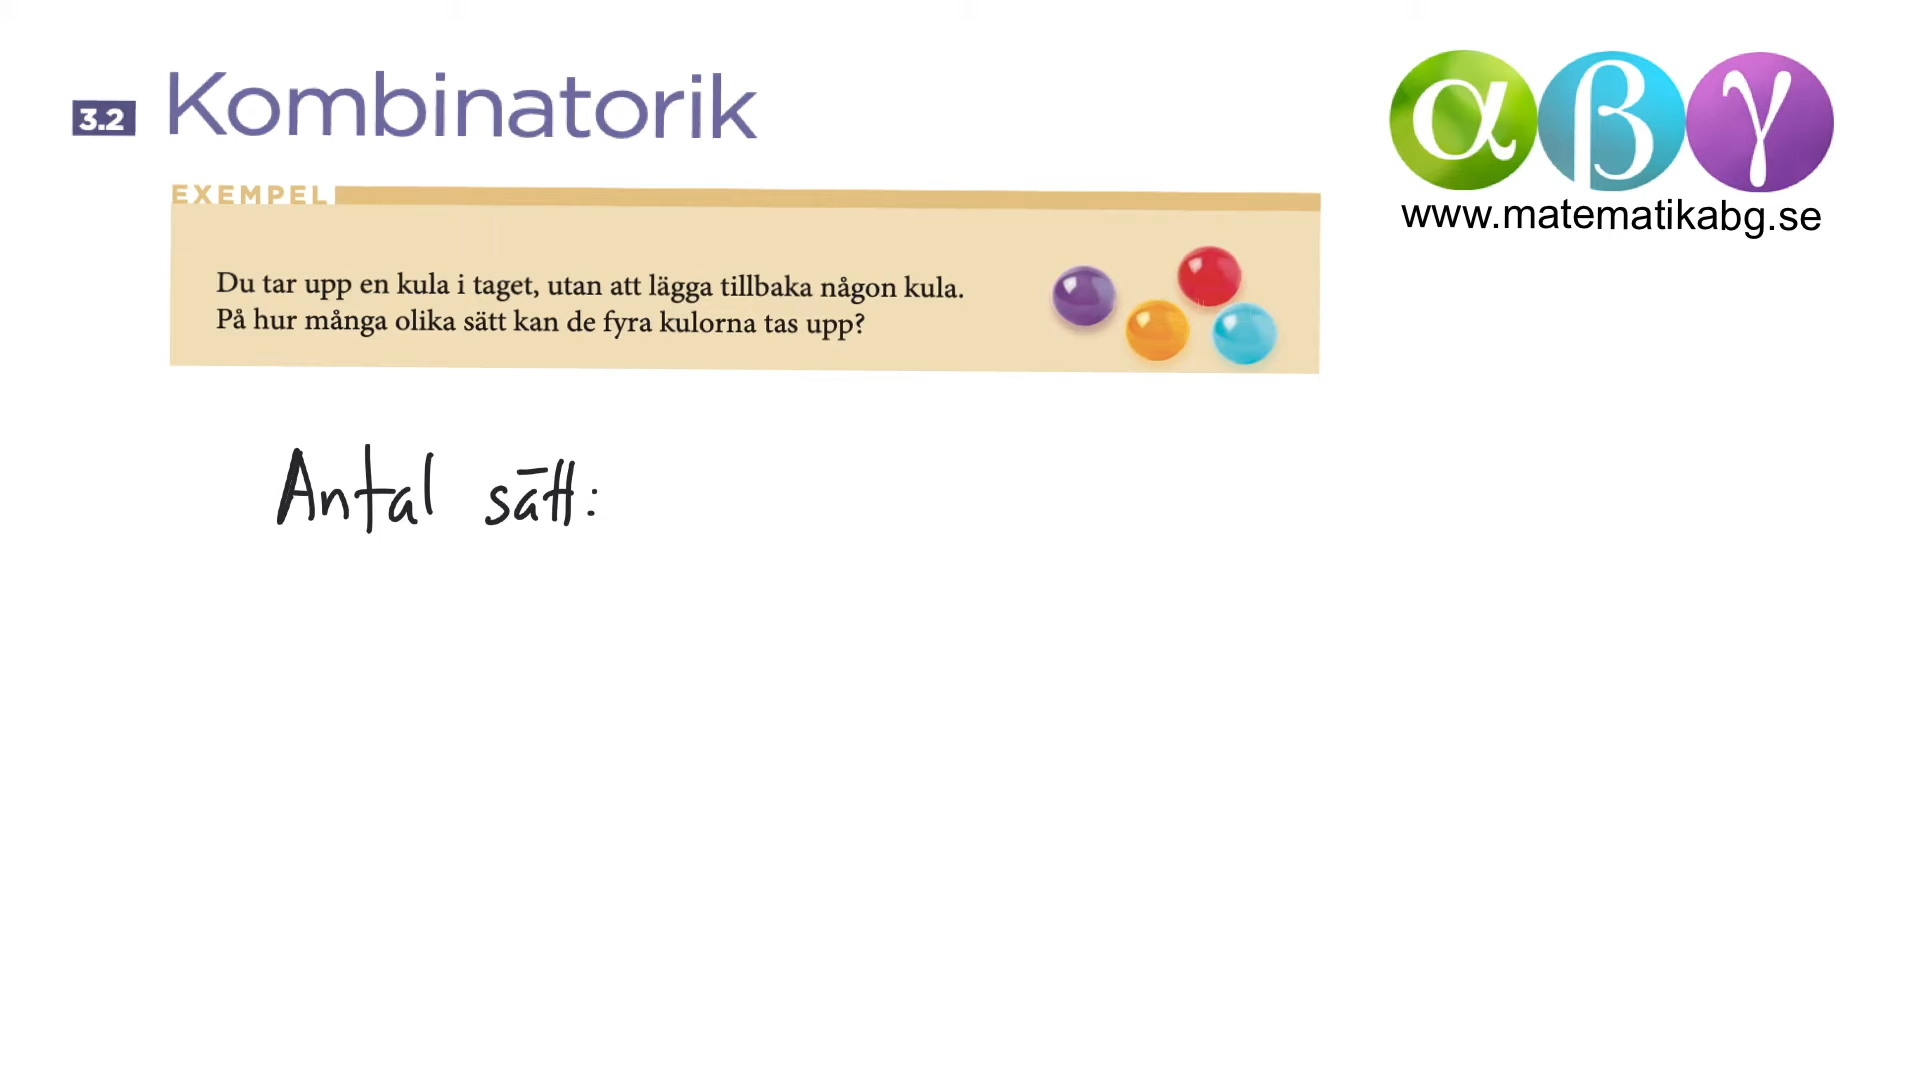 3.2 Kombinatorik
α β γ
www.matematikabg.se
EXEMPEL
Du tar upp en kula i taget, utan att lägga tillbaka någon kula.
På hur många olika sätt kan de fyra kulorna tas upp?
Antal sätt: